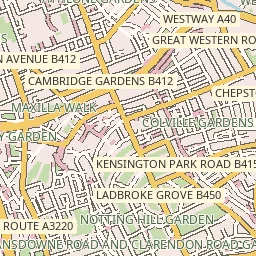 WESTWAY A40
GREAT WESTERN RO
N AVENUE B412
CAMBRIDGE GARDENS B412
CHEPST
MAXILLA WALK
COLVILLE GARDENS
Y GARDEN
KENSINGTON PARK ROAD B415
LADBROKE GROVE B450
NOTTING HILL GARDEN
ROUTE A3220
ANSDOWNE ROAD AND CLARENDON ROAD GA